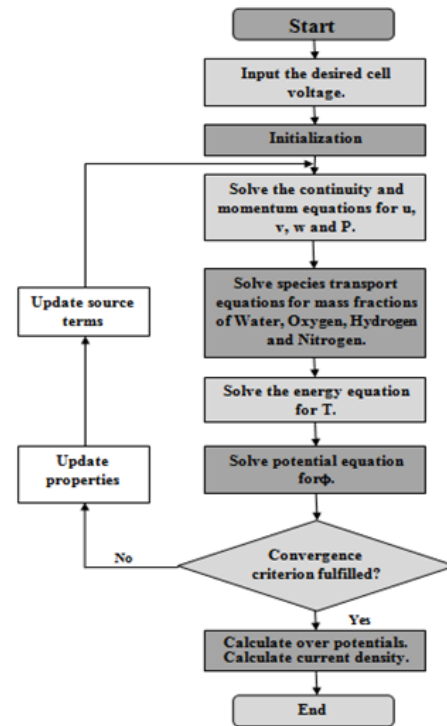 Start
Input the desired cell
voltage.
Initialization
Solve the continuity and
momentum equations for u,
v, w and P.
Solve species transport
equations for mass fractions
of Water, Oxygen, Hydrogen
and Nitrogen.
Update source
terms
Solve the energy equation
for T.
Update
properties
Solve potential equation
forφ.
No
Convergence
criterion fulfilled?
Yes
Calculate over potentials.
Calculate current density.
End